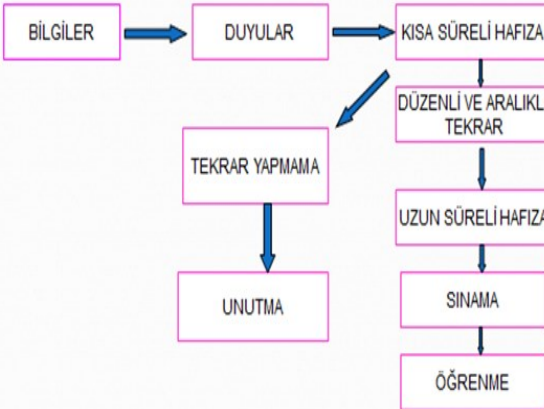 BİLGİLER
DUYULAR
KISA SÜRELİ HAFIZA
DÜZENLİ VE ARALIKL
TEKRAR
TEKRAR YAPMAMA
UZUN SÜRELİ HAFIZA
UNUTMA
SINAMA
ÖĞRENME